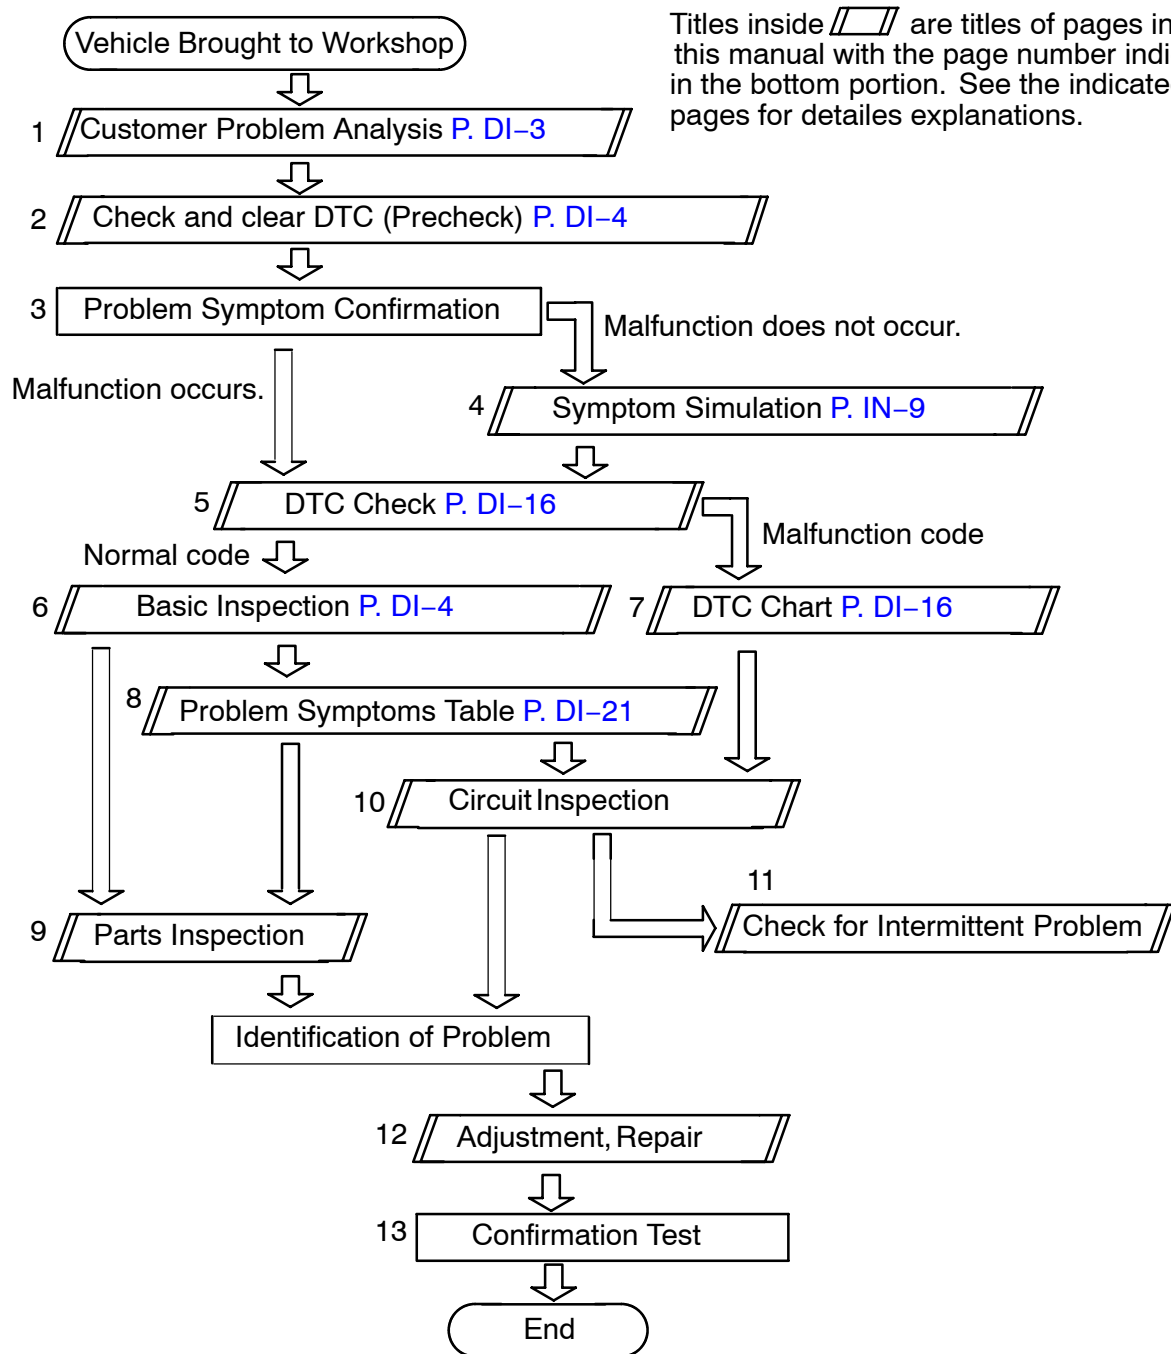 Vehicle Brought to Workshop
Titles inside are titles of pages in
this manual with the page number indi
in the bottom portion. See the indicate
pages for detailes explanations.
1 Customer Problem Analysis P. DI–3
2 Check and clear DTC (Precheck) P. DI–4
3 Problem Symptom Confirmation
Malfunction does not occur.
Malfunction occurs.
4 Symptom Simulation P. IN–9
5 DTC Check P. DI–16
Normal code
Malfunction code
6 Basic Inspection P. DI–4
7 DTC Chart P. DI–16
8 Problem Symptoms Table P. DI–21
10 Circuit Inspection
11
9 Parts Inspection
Check for Intermittent Problem
Identification of Problem
12 Adjustment, Repair
13 Confirmation Test
End